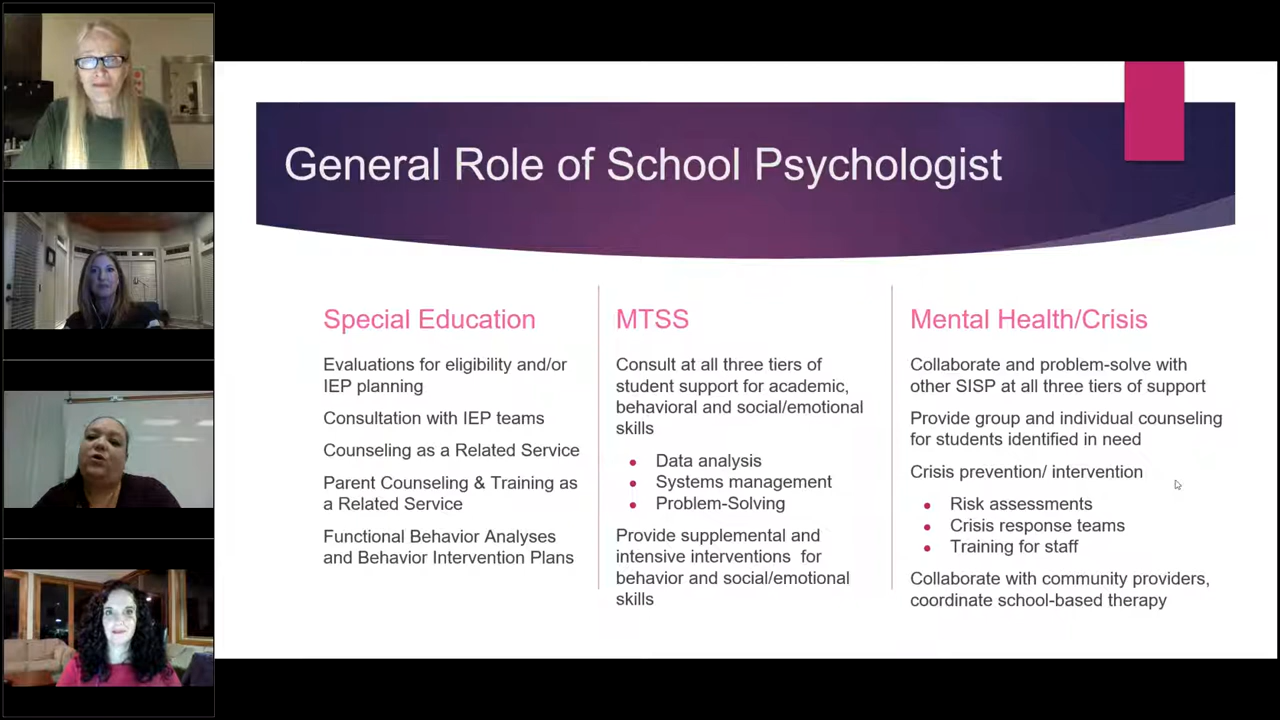 General Role of School Psychologist
Special Education
Evaluations for eligibility and/or
IEP planning
Consultation with IEP teams
Counseling as a Related Service
Parent Counseling & Training as
a Related Service
Functional Behavior Analyses
and Behavior Intervention Plans
MTSS
Consult at all three tiers of
student support for academic,
behavioral and social/emotional
skills
• Data analysis
• Systems management
• Problem-Solving
Provide supplemental and
intensive interventions for
behavior and social/emotional
skills
Mental Health/Crisis
Collaborate and problem-solve with
other SISP at all three tiers of support
Provide group and individual counseling
for students identified in need
Crisis prevention/ intervention
• Risk assessments
• Crisis response teams
• Training for staff
Collaborate with community providers,
coordinate school-based therapy